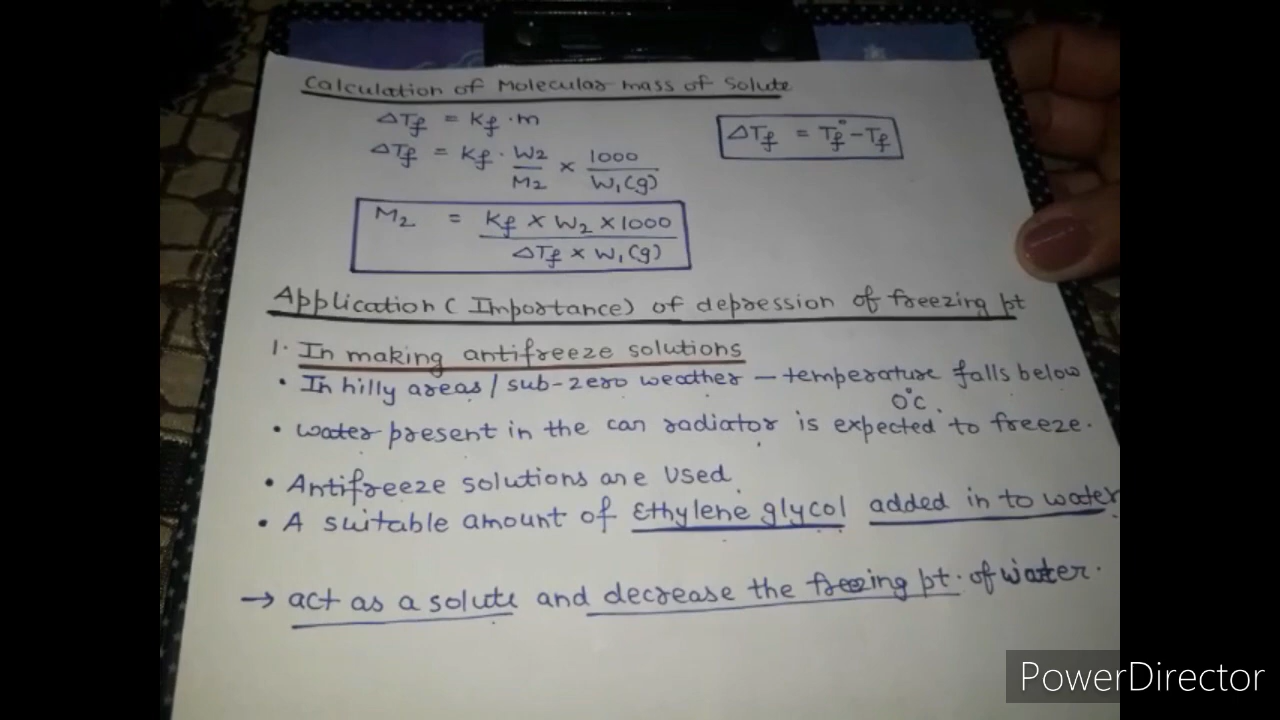 Calculation of Molecular mass of Solute
ΔTf = Kf · m
ΔTf = Tf° - Tf
ΔTf = Kf · W2/M2 × 1000/W1(g)
M2 = Kf × W2 × 1000 / ΔTf × W1(g)
Application (Importance) of depression of freezing pt
1. In making antifreeze solutions
• In hilly areas / sub-zero weather — temperature falls below
0°C.
• water present in the car radiator is expected to freeze.
• Antifreeze solutions are Used.
• A suitable amount of Ethylene glycol added in to water
→ act as a solute and decrease the freezing pt. of water.
PowerDirector